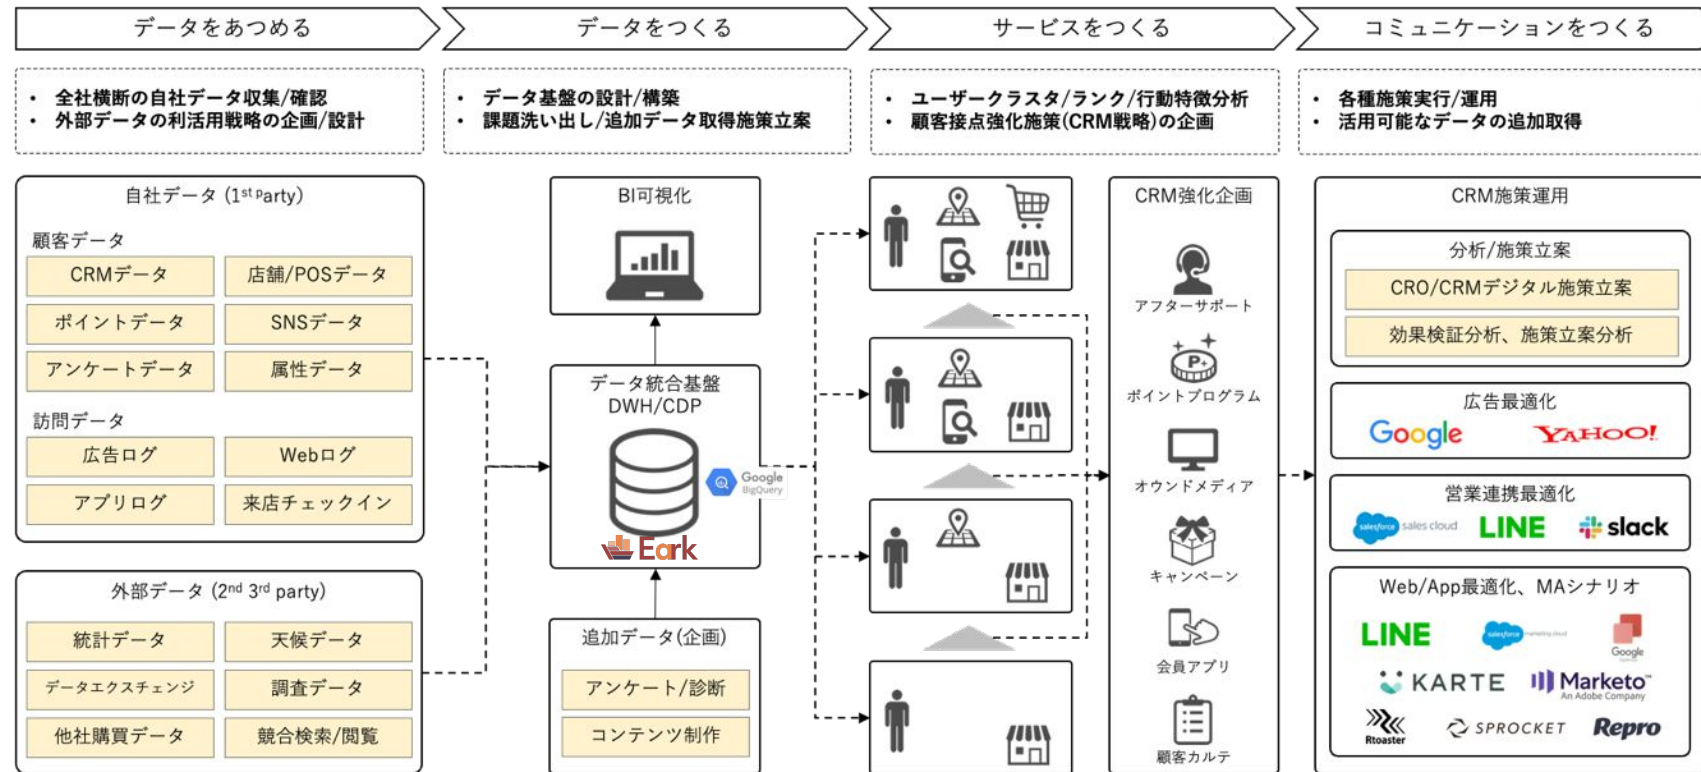 データをあつめる
データをつくる
サービスをつくる
コミュニケーションをつくる
• 全社横断の自社データ収集/確認
• 外部データの利活用戦略の企画/設計
• データ基盤の設計/構築
• 課題洗い出し/追加データ取得施策立案
• ユーザークラスタ/ランク/行動特徴分析
• 顧客接点強化施策(CRM戦略)の企画
• 各種施策実行/運用
• 活用可能なデータの追加取得
自社データ (1st party)
顧客データ
CRMデータ
店舗/POSデータ
ポイントデータ
SNSデータ
アンケートデータ
属性データ
訪問データ
広告ログ
Webログ
アプリログ
来店チェックイン
外部データ (2nd 3rd party)
統計データ
天候データ
データエクスチェンジ
調査データ
他社購買データ
競合検索/閲覧
BI可視化
データ統合基盤
DWH/CDP
Google
BigQuery
Eark
追加データ(企画)
アンケート/診断
コンテンツ制作
CRM強化企画
アフターサポート
P+
ポイントプログラム
オウンドメディア
キャンペーン
会員アプリ
顧客カルテ
CRM施策運用
分析/施策立案
CRO/CRMデジタル施策立案
効果検証分析、施策立案分析
広告最適化
Google
YAHOO!
営業連携最適化
salesforce sales cloud
LINE
slack
Web/App最適化、MAシナリオ
LINE
salesforce marketing cloud
Google
KARTE
Marketo™
An Adobe Company
Rtoaster
SPROCKET
Repro